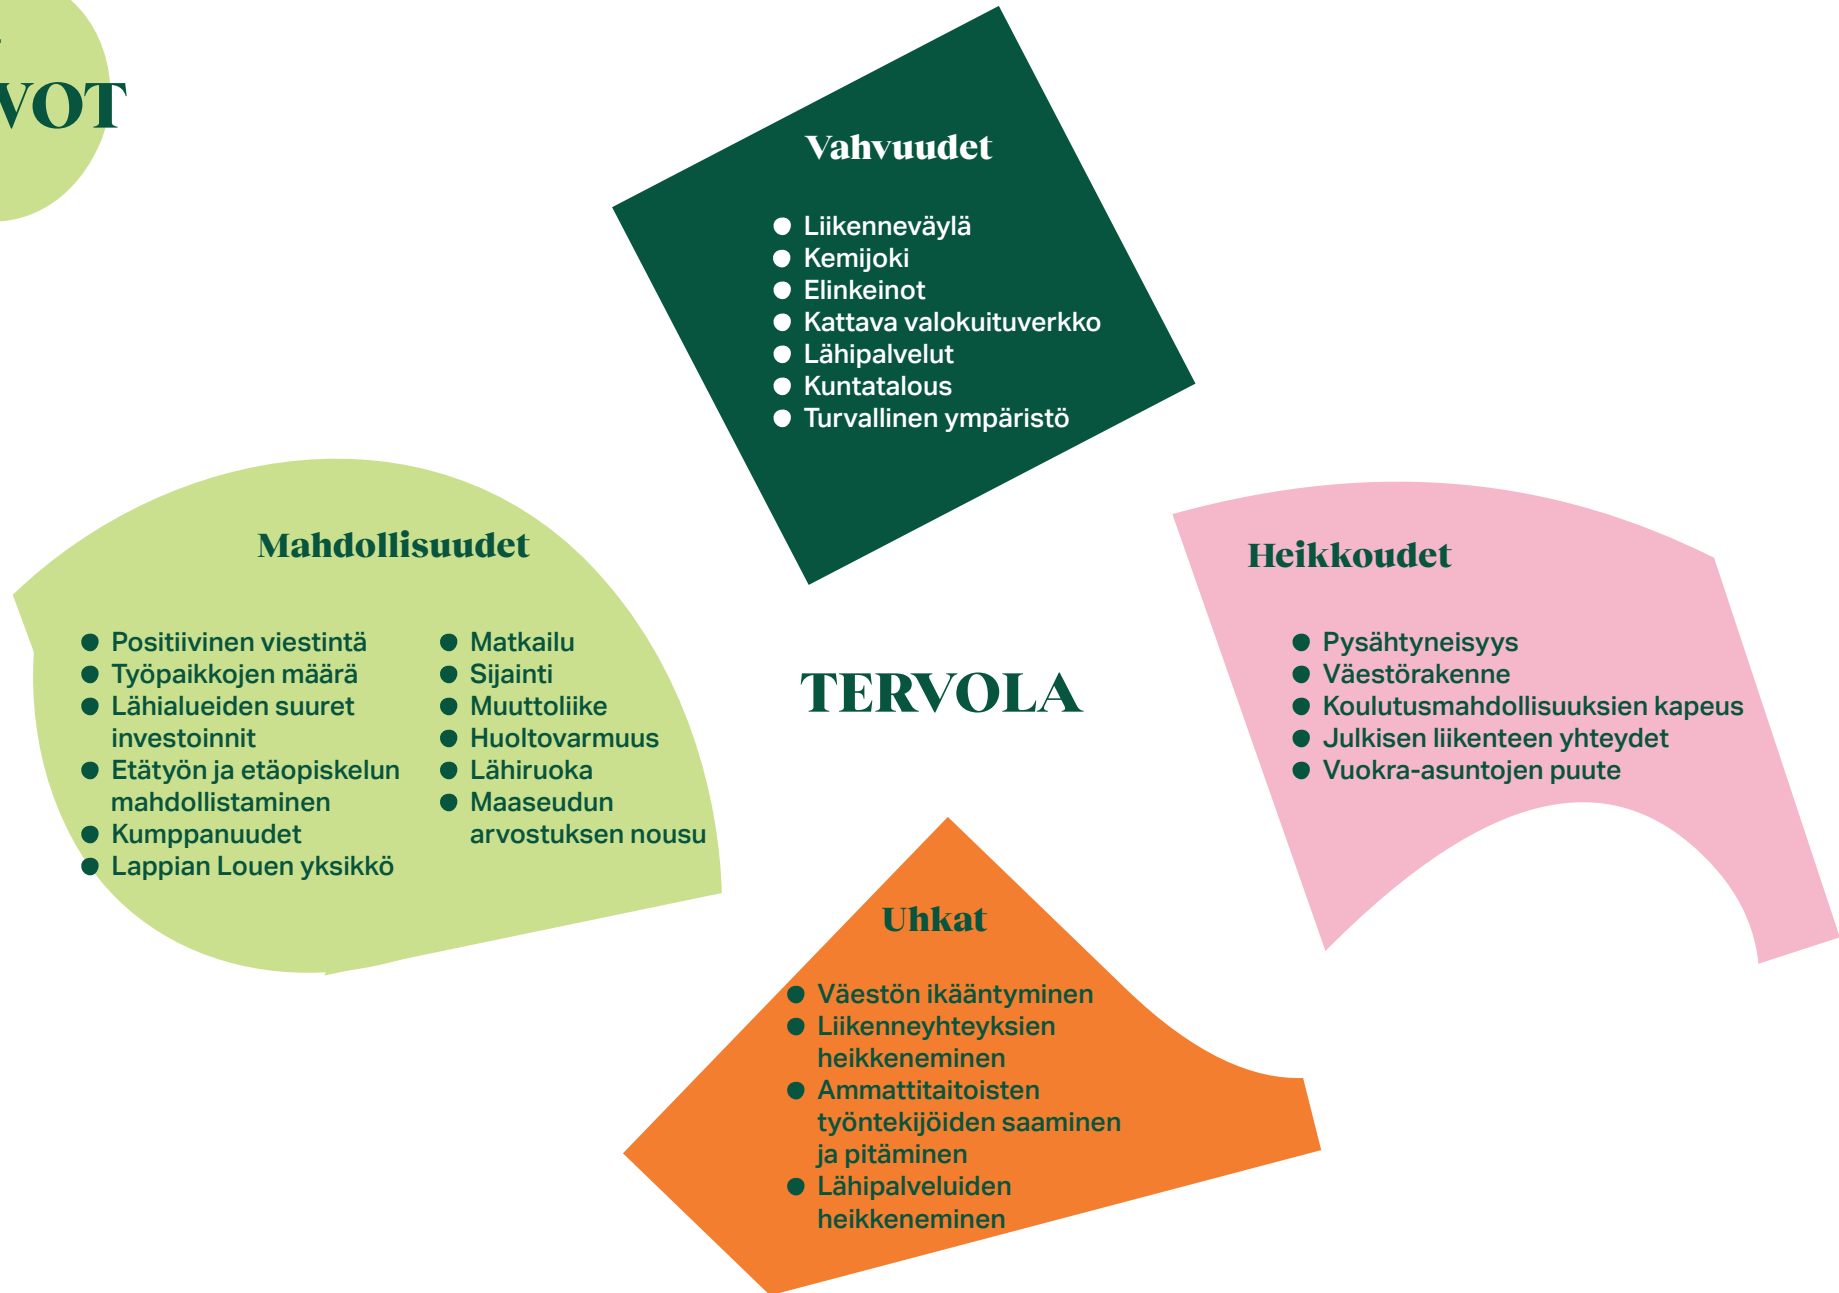 VOT
Vahvuudet
Liikenneväylä
Kemijoki
Elinkeinot
Kattava valokuituverkko
Lähipalvelut
Kuntatalous
Turvallinen ympäristö
Mahdollisuudet
Positiivinen viestintä
Työpaikkojen määrä
Lähialueiden suuret
investoinnit
Etätyön ja etäopiskelun
mahdollistaminen
Kumppanuudet
Lappian Louen yksikkö
Matkailu
Sijainti
Muuttoliike
Huoltovarmuus
Lähiruoka
Maaseudun
arvostuksen nousu
TERVOLA
Heikkoudet
Pysähtyneisyys
Väestörakenne
Koulutusmahdollisuuksien kapeus
Julkisen liikenteen yhteydet
Vuokra-asuntojen puute
Uhkat
Väestön ikääntyminen
Liikenneyhteyksien
heikkeneminen
Ammattitaitoisten
työntekijöiden saaminen
ja pitäminen
Lähipalveluiden
heikkeneminen